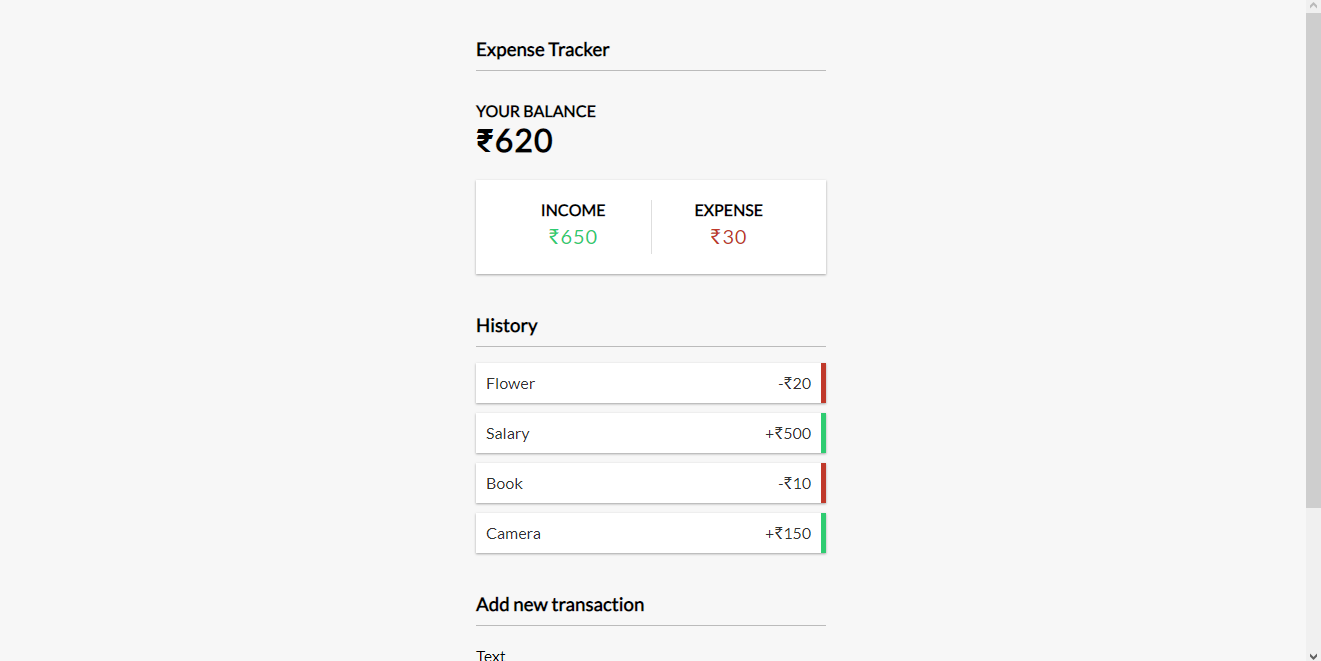 Expense Tracker
YOUR BALANCE
₹620
INCOME EXPENSE
₹650 ₹30
History
Flower -₹20
Salary +₹500
Book -₹10
Camera +₹150
Add new transaction
Text